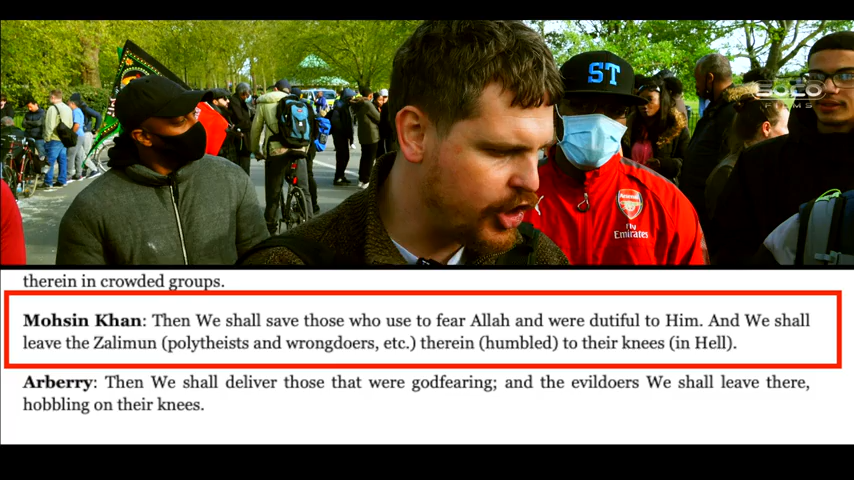 SOCO
FILMS
ST
Fly
Emirates
therein in crowded groups.
Mohsin Khan: Then We shall save those who use to fear Allah and were dutiful to Him. And We shall
leave the Zalimun (polytheists and wrongdoers, etc.) therein (humbled) to their knees (in Hell).
Arberry: Then We shall deliver those that were godfearing; and the evildoers We shall leave there,
hobbling on their knees.